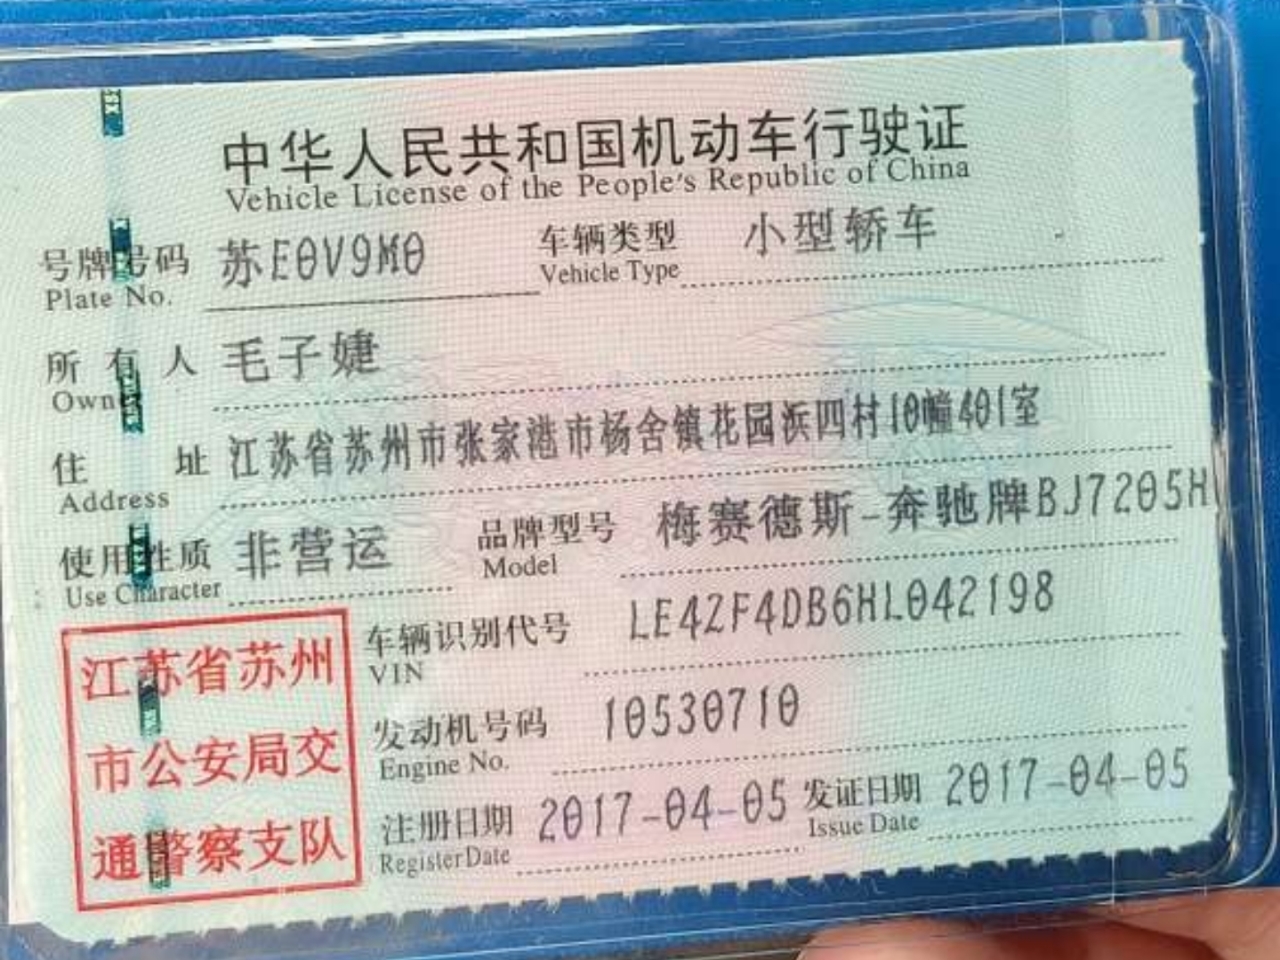 中华人民共和国机动车行驶证
Vehicle License of the People's Republic of China
号牌号码 苏E0V9M0 车辆类型 小型轿车
Plate No. Vehicle Type
所有人 毛子婕
Owner
住址 江苏省苏州市张家港市杨舍镇花园浜四村10幢401室
Address
使用性质 非营运 品牌型号 梅赛德斯-奔驰牌BJ7205H
Use Character Model
车辆识别代号 LE42F4DB6HL042198
VIN
发动机号码 10530710
Engine No.
注册日期 2017-04-05 发证日期 2017-04-05
Register Date Issue Date
江苏省苏州
市公安局交
通警察支队